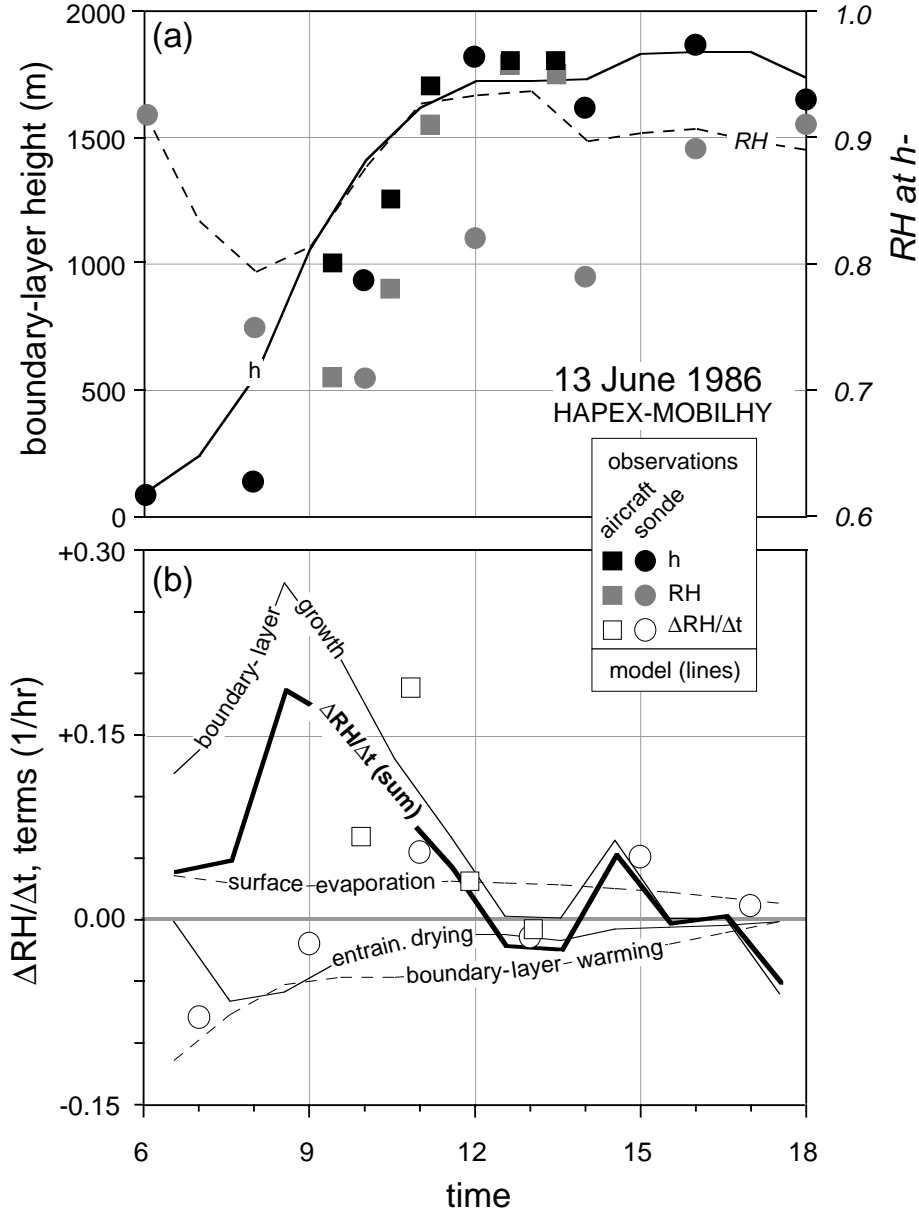 (a)
boundary-layer height (m)
2000
1500
1000
500
0
RH at h-
1.0
0.9
0.8
0.7
0.6
RH
h
13 June 1986
HAPEX-MOBILHY
observations
aircraft
sonde
h
RH
ΔRH/Δt
model (lines)
(b)
ΔRH/Δt, terms (1/hr)
+0.30
+0.15
0.00
-0.15
boundary-layer growth
ΔRH/Δt (sum)
surface evaporation
entrain. drying
boundary-layer warming
6
9
12
15
18
time